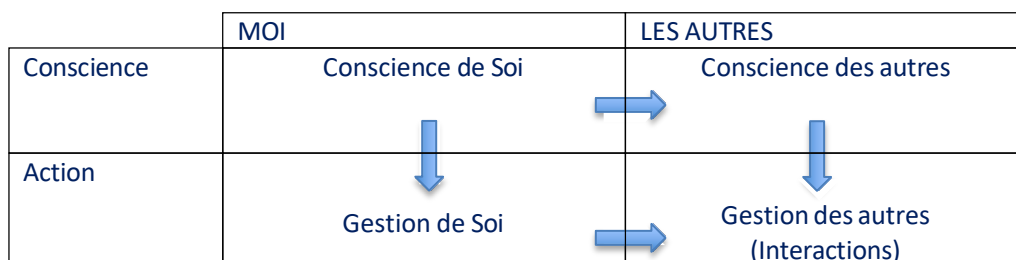 MOI LES AUTRES
Conscience Conscience de Soi Conscience des autres
Action
Gestion de Soi Gestion des autres
(Interactions)